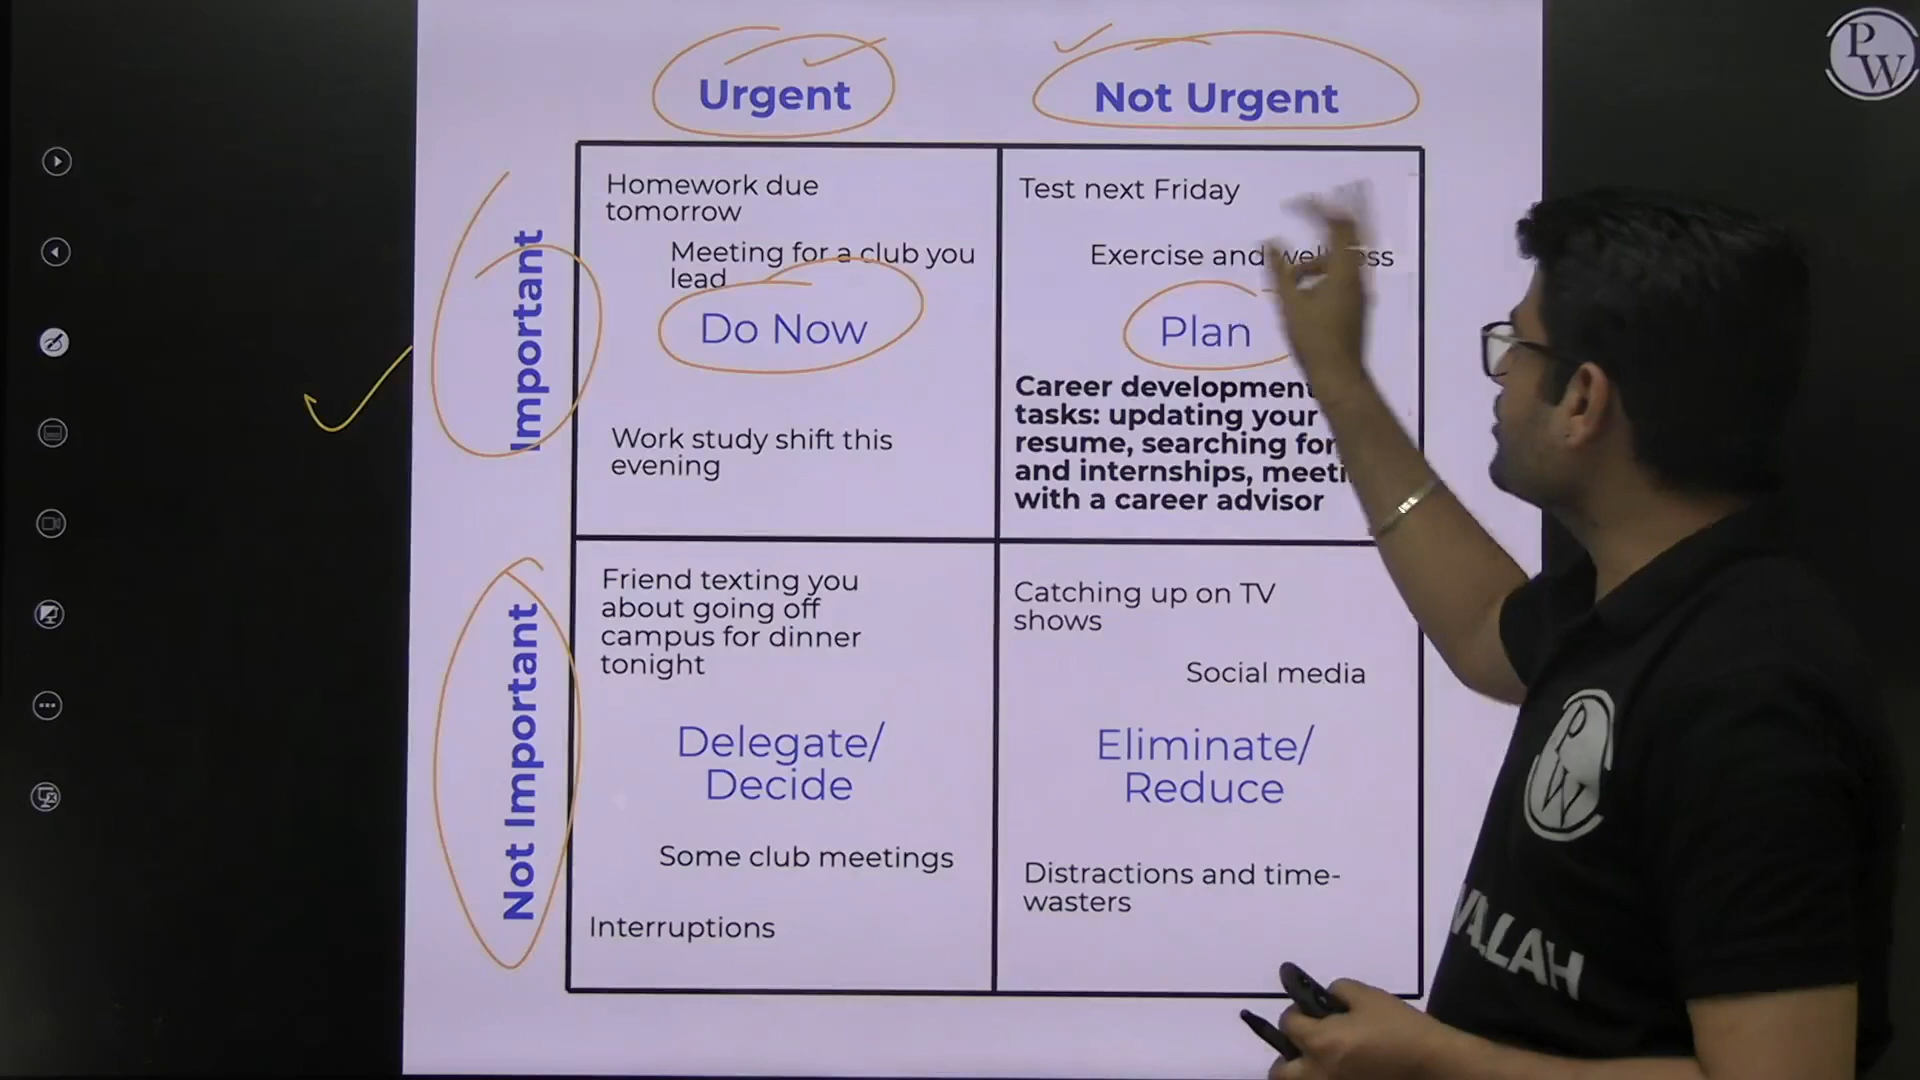 Urgent
Not Urgent
Important
Homework due
tomorrow
Meeting for a club you
lead
Do Now
Work study shift this
evening
Test next Friday
Exercise and
Plan
Career development
tasks: updating your
resume, searching for
and internships,
with a career advisor
Not Important
Friend texting you
about going off
campus for dinner
tonight
Delegate/
Decide
Some club meetings
Interruptions
Catching up on TV
shows
Social media
Eliminate/
Reduce
Distractions and time-
wasters
PW
PW
WALLAH